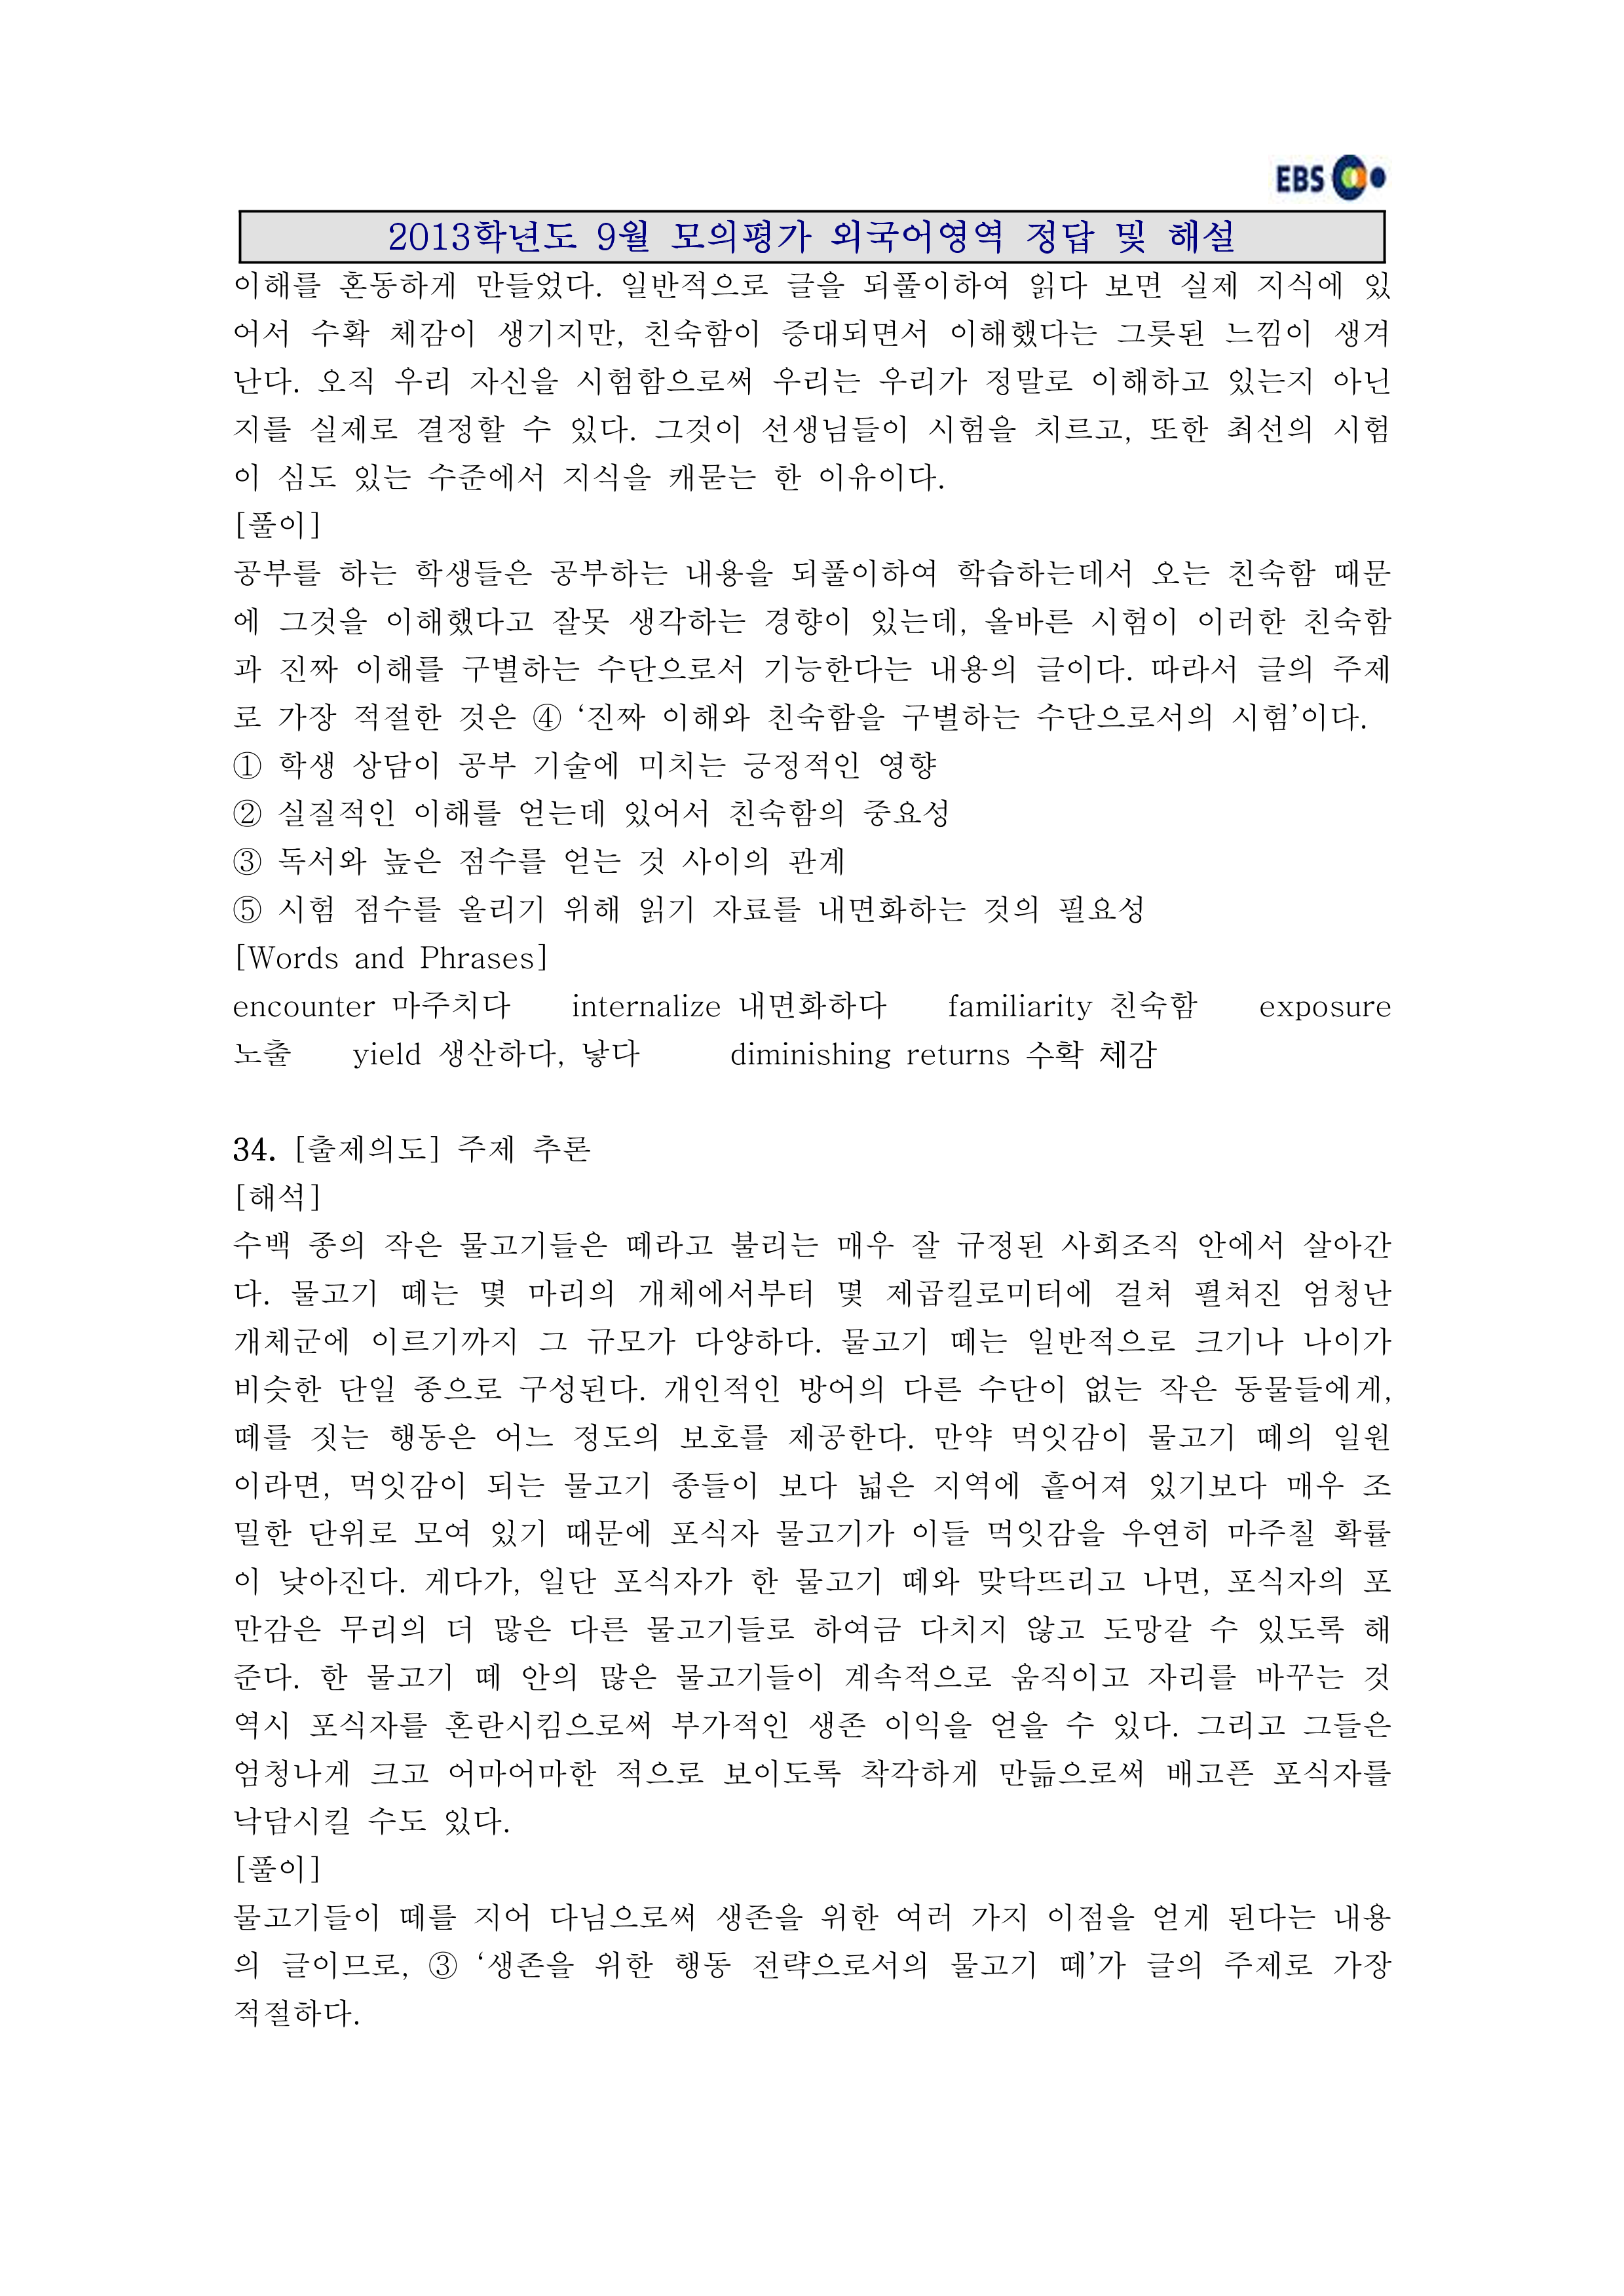 EBS
2013학년도 9월 모의평가 외국어영역 정답 및 해설
이해를 혼동하게 만들었다. 일반적으로 글을 되풀이하여 읽다 보면 실제 지식에 있
어서 수확 체감이 생기지만, 친숙함이 증대되면서 이해했다는 그릇된 느낌이 생겨
난다. 오직 우리 자신을 시험함으로써 우리는 우리가 정말로 이해하고 있는지 아닌
지를 실제로 결정할 수 있다. 그것이 선생님들이 시험을 치르고, 또한 최선의 시험
이 심도 있는 수준에서 지식을 캐묻는 한 이유이다.
[풀이]
공부를 하는 학생들은 공부하는 내용을 되풀이하여 학습하는데서 오는 친숙함 때문
에 그것을 이해했다고 잘못 생각하는 경향이 있는데, 올바른 시험이 이러한 친숙함
과 진짜 이해를 구별하는 수단으로서 기능한다는 내용의 글이다. 따라서 글의 주제
로 가장 적절한 것은 ④ ‘진짜 이해와 친숙함을 구별하는 수단으로서의 시험’이다.
① 학생 상담이 공부 기술에 미치는 긍정적인 영향
② 실질적인 이해를 얻는데 있어서 친숙함의 중요성
③ 독서와 높은 점수를 얻는 것 사이의 관계
⑤ 시험 점수를 올리기 위해 읽기 자료를 내면화하는 것의 필요성
[Words and Phrases]
encounter 마주치다 internalize 내면화하다 familiarity 친숙함 exposure
노출 yield 생산하다, 낳다 diminishing returns 수확 체감
34. [출제의도] 주제 추론
[해석]
수백 종의 작은 물고기들은 떼라고 불리는 매우 잘 규정된 사회조직 안에서 살아간
다. 물고기 떼는 몇 마리의 개체에서부터 몇 제곱킬로미터에 걸쳐 펼쳐진 엄청난
개체군에 이르기까지 그 규모가 다양하다. 물고기 떼는 일반적으로 크기나 나이가
비슷한 단일 종으로 구성된다. 개인적인 방어의 다른 수단이 없는 작은 동물들에게,
떼를 짓는 행동은 어느 정도의 보호를 제공한다. 만약 먹잇감이 물고기 떼의 일원
이라면, 먹잇감이 되는 물고기 종들이 보다 넓은 지역에 흩어져 있기보다 매우 조
밀한 단위로 모여 있기 때문에 포식자 물고기가 이들 먹잇감을 우연히 마주칠 확률
이 낮아진다. 게다가, 일단 포식자가 한 물고기 떼와 맞닥뜨리고 나면, 포식자의 포
만감은 무리의 더 많은 다른 물고기들로 하여금 다치지 않고 도망갈 수 있도록 해
준다. 한 물고기 떼 안의 많은 물고기들이 계속적으로 움직이고 자리를 바꾸는 것
역시 포식자를 혼란시킴으로써 부가적인 생존 이익을 얻을 수 있다. 그리고 그들은
엄청나게 크고 어마어마한 적으로 보이도록 착각하게 만듦으로써 배고픈 포식자를
낙담시킬 수도 있다.
[풀이]
물고기들이 떼를 지어 다님으로써 생존을 위한 여러 가지 이점을 얻게 된다는 내용
의 글이므로, ③ ‘생존을 위한 행동 전략으로서의 물고기 떼’가 글의 주제로 가장
적절하다.